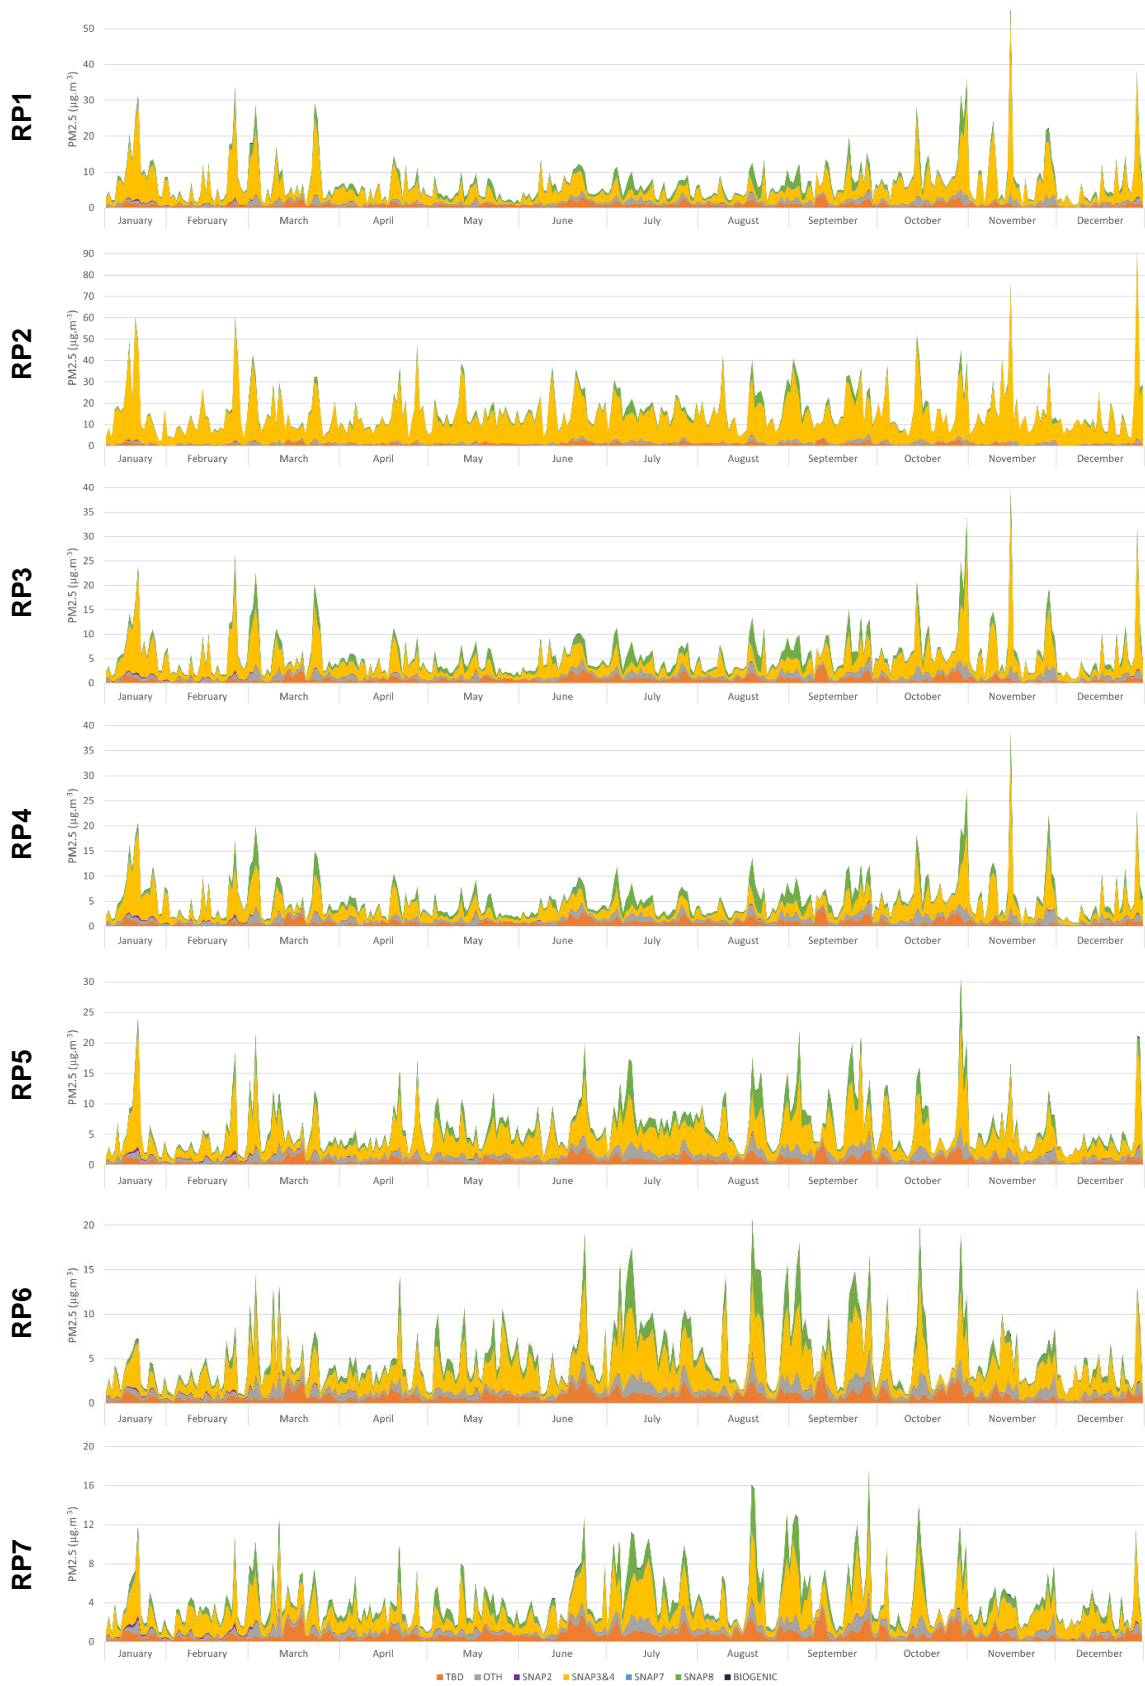 RP1
PM2.5 (µg.m⁻³)
50
40
30
20
10
0
January February March April May June July August September October November December
RP2
PM2.5 (µg.m⁻³)
90
80
70
60
50
40
30
20
10
0
January February March April May June July August September October November December
RP3
PM2.5 (µg.m⁻³)
40
35
30
25
20
15
10
5
0
January February March April May June July August September October November December
RP4
PM2.5 (µg.m⁻³)
40
35
30
25
20
15
10
5
0
January February March April May June July August September October November December
RP5
PM2.5 (µg.m⁻³)
30
25
20
15
10
5
0
January February March April May June July August September October November December
RP6
PM2.5 (µg.m⁻³)
20
15
10
5
0
January February March April May June July August September October November December
RP7
PM2.5 (µg.m⁻³)
20
16
12
8
4
0
January February March April May June July August September October November December
TBD OTH SNAP2 SNAP3&4 SNAP7 SNAP8 BIOGENIC